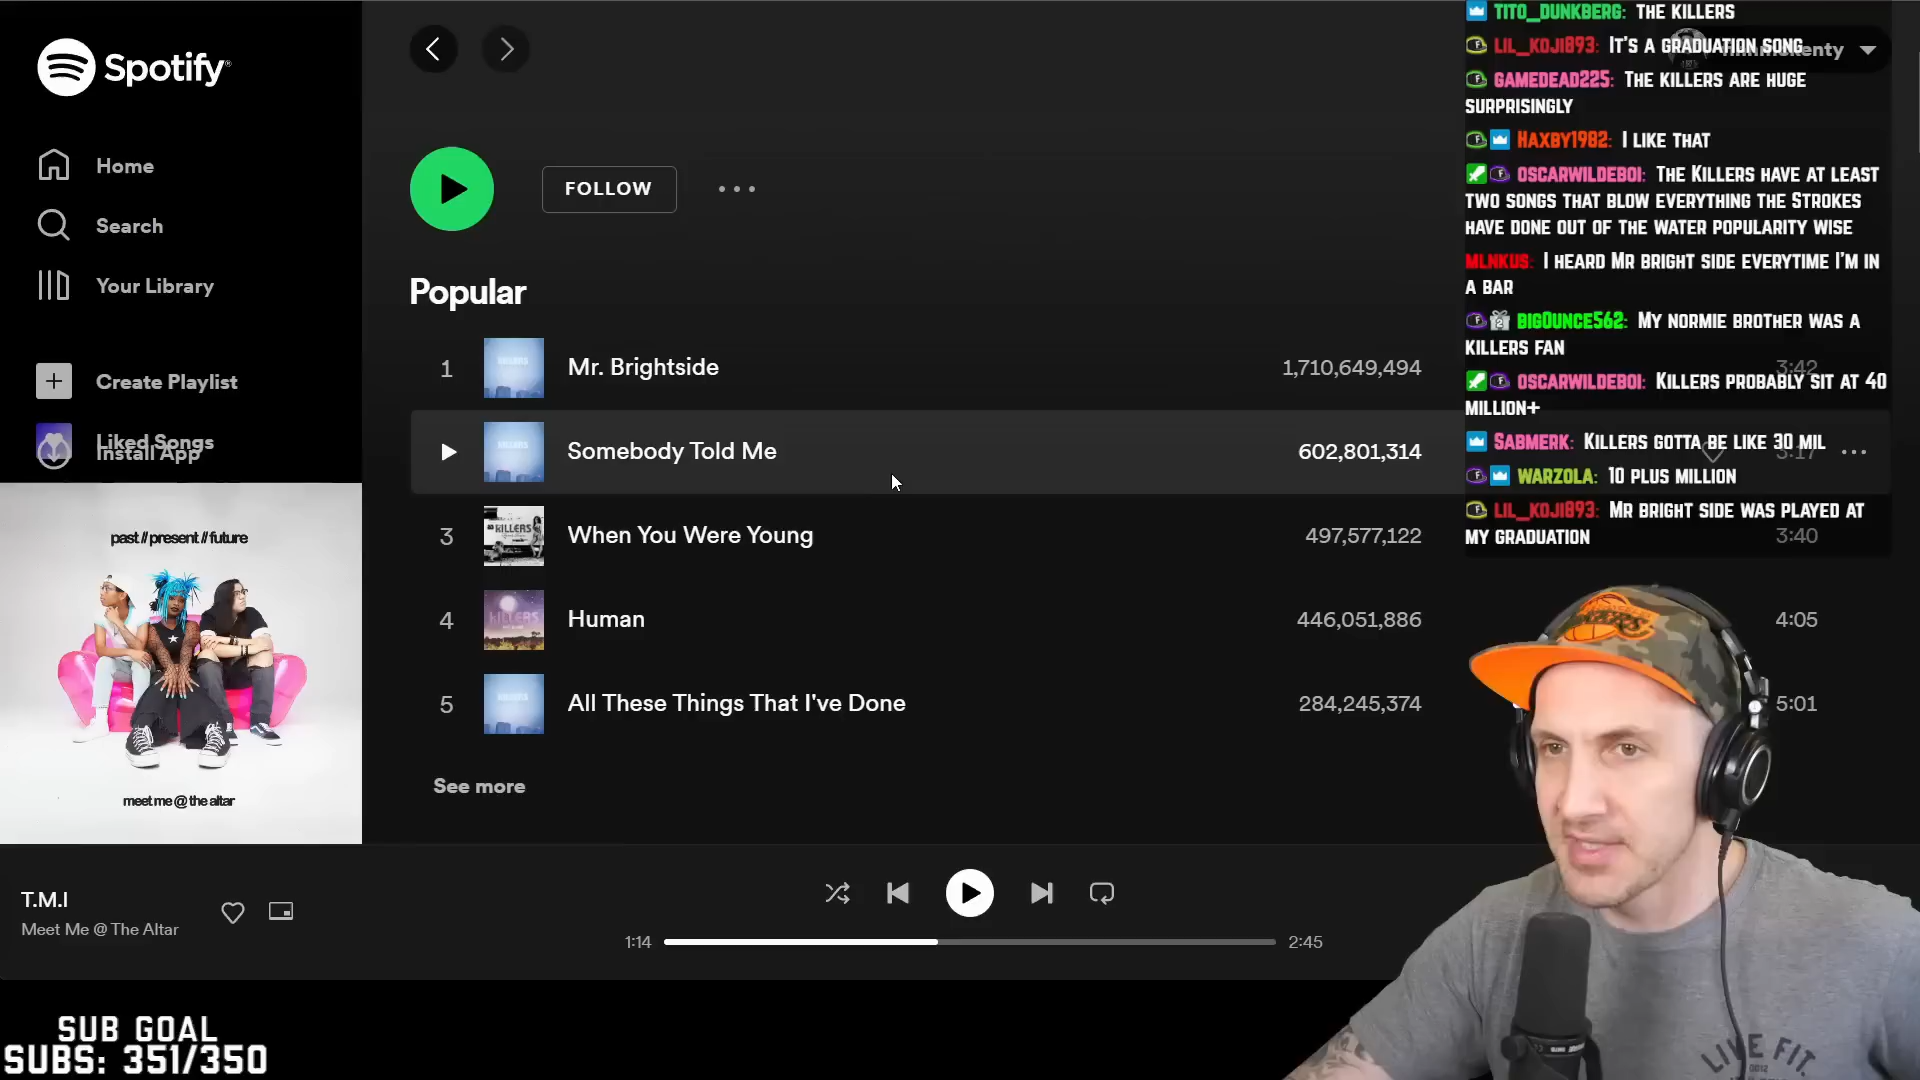 Spotify
Home
Search
Your Library
Create Playlist
Liked Songs
Install App
past // present // future
meet me @ the altar
T.M.I
Meet Me @ The Altar
FOLLOW
Popular
1 Mr. Brightside 1,710,649,494 3:42
Somebody Told Me 602,801,314 3:17
3 When You Were Young 497,577,122 3:40
4 Human 446,051,886 4:05
5 All These Things That I've Done 284,245,374 5:01
See more
1:14
2:45
TITO_DUNKBERG: THE KILLERS
LIL_KOJI893: IT'S A GRADUATION SONG
GAMEDEAD225: THE KILLERS ARE HUGE
SURPRISINGLY
HAXBY1982: I LIKE THAT
OSCARWILDEBOI: THE KILLERS HAVE AT LEAST
TWO SONGS THAT BLOW EVERYTHING THE STROKES
HAVE DONE OUT OF THE WATER POPULARITY WISE
MLNKUS: I HEARD MR BRIGHT SIDE EVERYTIME I'M IN
A BAR
BIGOUNCE562: MY NORMIE BROTHER WAS A
KILLERS FAN
OSCARWILDEBOI: KILLERS PROBABLY SIT AT 40
MILLION+
SABMERK: KILLERS GOTTA BE LIKE 30 MIL
WARZOLA: 10 PLUS MILLION
LIL_KOJI893: MR BRIGHT SIDE WAS PLAYED AT
MY GRADUATION
LIVE FIT.
SUB GOAL
SUBS: 351/350